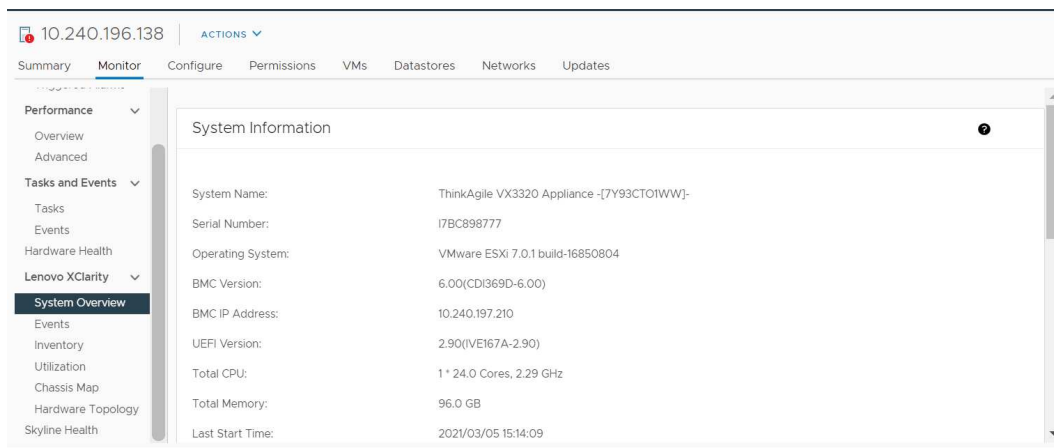 10.240.196.138 ACTIONS
Summary Monitor Configure Permissions VMs Datastores Networks Updates
Triggered Alarms
Performance
Overview
Advanced
Tasks and Events
Tasks
Events
Hardware Health
Lenovo XClarity
System Overview
Events
Inventory
Utilization
Chassis Map
Hardware Topology
Skyline Health
System Information
System Name: ThinkAgile VX3320 Appliance -[7Y93CTO1WW]-
Serial Number: I7BC898777
Operating System: VMware ESXi 7.0.1 build-16850804
BMC Version: 6.00(CDI369D-6.00)
BMC IP Address: 10.240.197.210
UEFI Version: 2.90(IVE167A-2.90)
Total CPU: 1 * 24.0 Cores, 2.29 GHz
Total Memory: 96.0 GB
Last Start Time: 2021/03/05 15:14:09